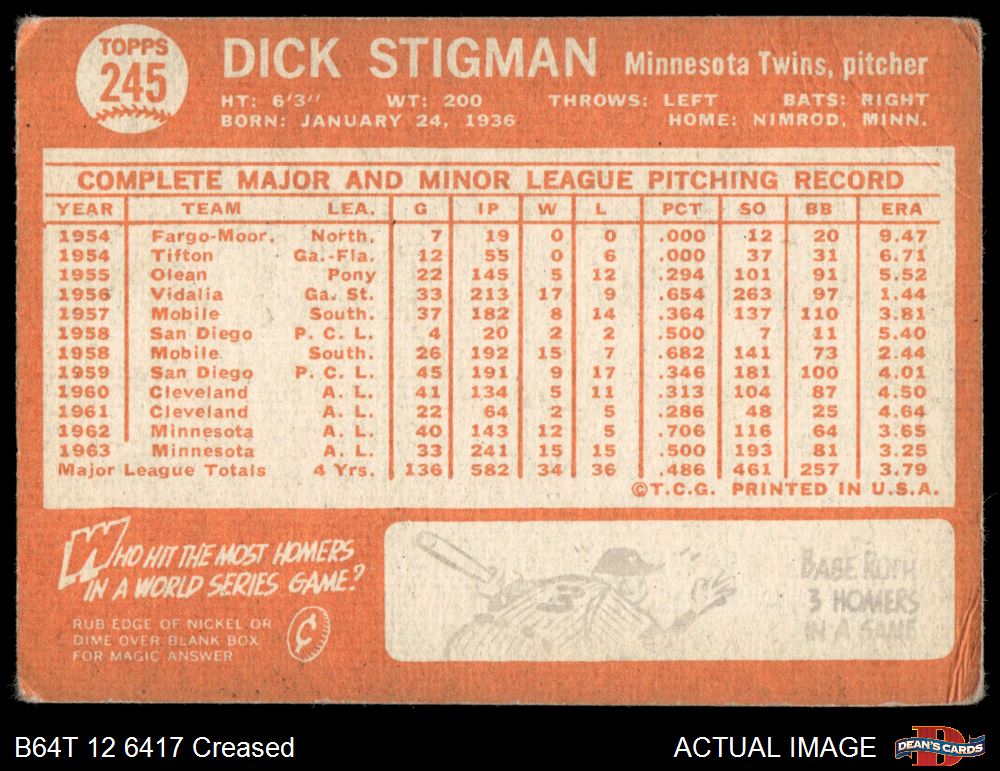 TOPPS
245
DICK STIGMAN Minnesota Twins, pitcher
HT: 6'3" WT: 200 THROWS: LEFT BATS: RIGHT
BORN: JANUARY 24, 1936 HOME: NIMROD, MINN.
COMPLETE MAJOR AND MINOR LEAGUE PITCHING RECORD
YEAR TEAM LEA. G IP W L PCT SO BB ERA
1954 Fargo-Moor. North. 7 19 0 0 .000 12 20 9.47
1954 Tifton Ga.-Fla. 12 55 0 6 .000 37 31 6.71
1955 Olean Pony 22 145 5 12 .294 101 91 5.52
1956 Vidalia Ga. St. 33 213 17 9 .654 263 97 1.44
1957 Mobile South. 37 182 8 14 .364 137 110 3.81
1958 San Diego P. C. L. 4 20 2 2 .500 7 11 5.40
1958 Mobile South. 26 192 15 7 .682 141 73 2.44
1959 San Diego P. C. L. 45 191 9 17 .346 181 100 4.01
1960 Cleveland A. L. 41 134 5 11 .313 104 87 4.50
1961 Cleveland A. L. 22 64 2 5 .286 48 25 4.64
1962 Minnesota A. L. 40 143 12 5 .706 116 64 3.65
1963 Minnesota A. L. 33 241 15 15 .500 193 81 3.25
Major League Totals 4 Yrs. 136 582 34 36 .486 461 257 3.79
©T.C.G. PRINTED IN U.S.A.
WHO HIT THE MOST HOMERS
IN A WORLD SERIES GAME?
RUB EDGE OF NICKEL OR
DIME OVER BLANK BOX
FOR MAGIC ANSWER
¢
3
BABE RUTH
3 HOMERS
IN A GAME
B64T 12 6417 Creased
ACTUAL IMAGE
DEAN'S CARDS